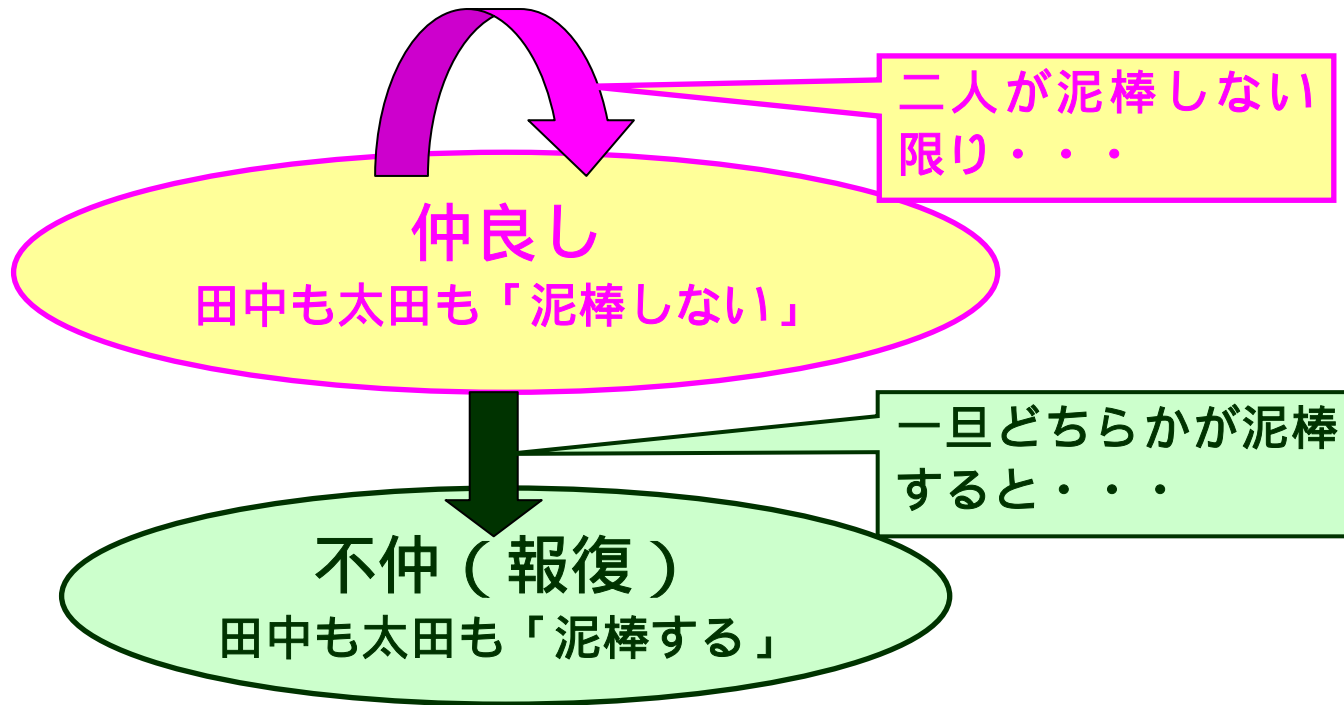 二人が泥棒しない
限り・・・
仲良し
田中も太田も「泥棒しない」
一旦どちらかが泥棒
すると・・・
不仲（報復）
田中も太田も「泥棒する」